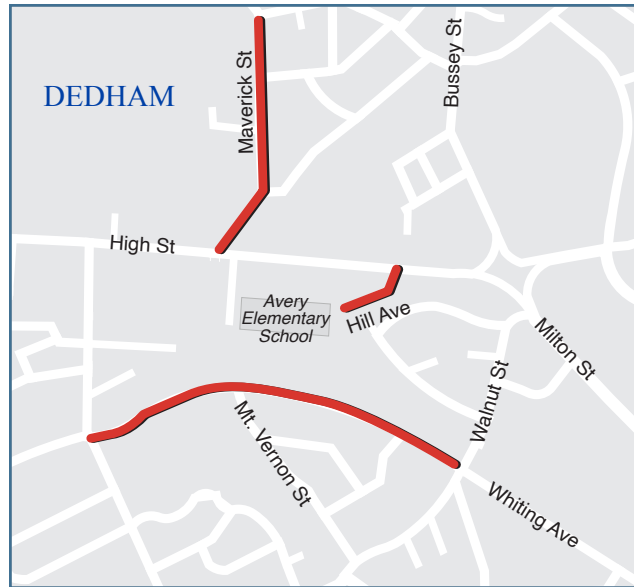 DEDHAM
Maverick St
Bussey St
High St
Avery
Elementary
School
Hill Ave
Milton St
Walnut St
Mt. Vernon St
Whiting Ave